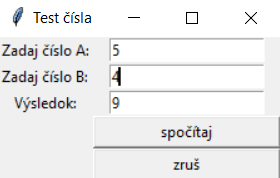 Test čísla
Zadaj číslo A: 5
Zadaj číslo B: 4
Výsledok: 9
spočítaj
zruš